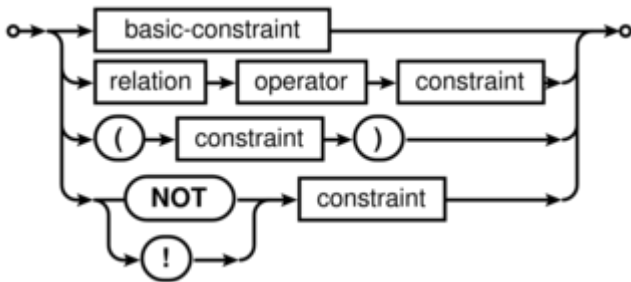 basic-constraint
relation operator constraint
( constraint )
NOT constraint
!